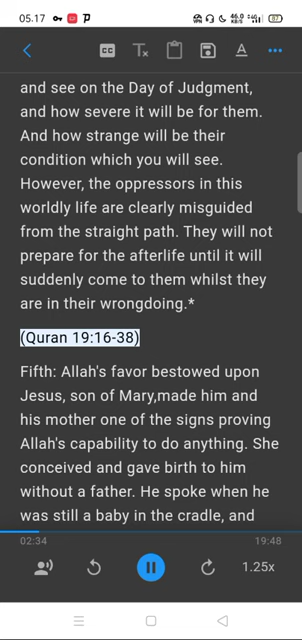 05.17
46.0 KB/S
4G
87
CC
A
and see on the Day of Judgment,
and how severe it will be for them.
And how strange will be their
condition which you will see.
However, the oppressors in this
worldly life are clearly misguided
from the straight path. They will not
prepare for the afterlife until it will
suddenly come to them whilst they
are in their wrongdoing.*
(Quran 19:16-38)
Fifth: Allah's favor bestowed upon
Jesus, son of Mary,made him and
his mother one of the signs proving
Allah's capability to do anything. She
conceived and gave birth to him
without a father. He spoke when he
was still a baby in the cradle, and
02:34 19:48
1.25x